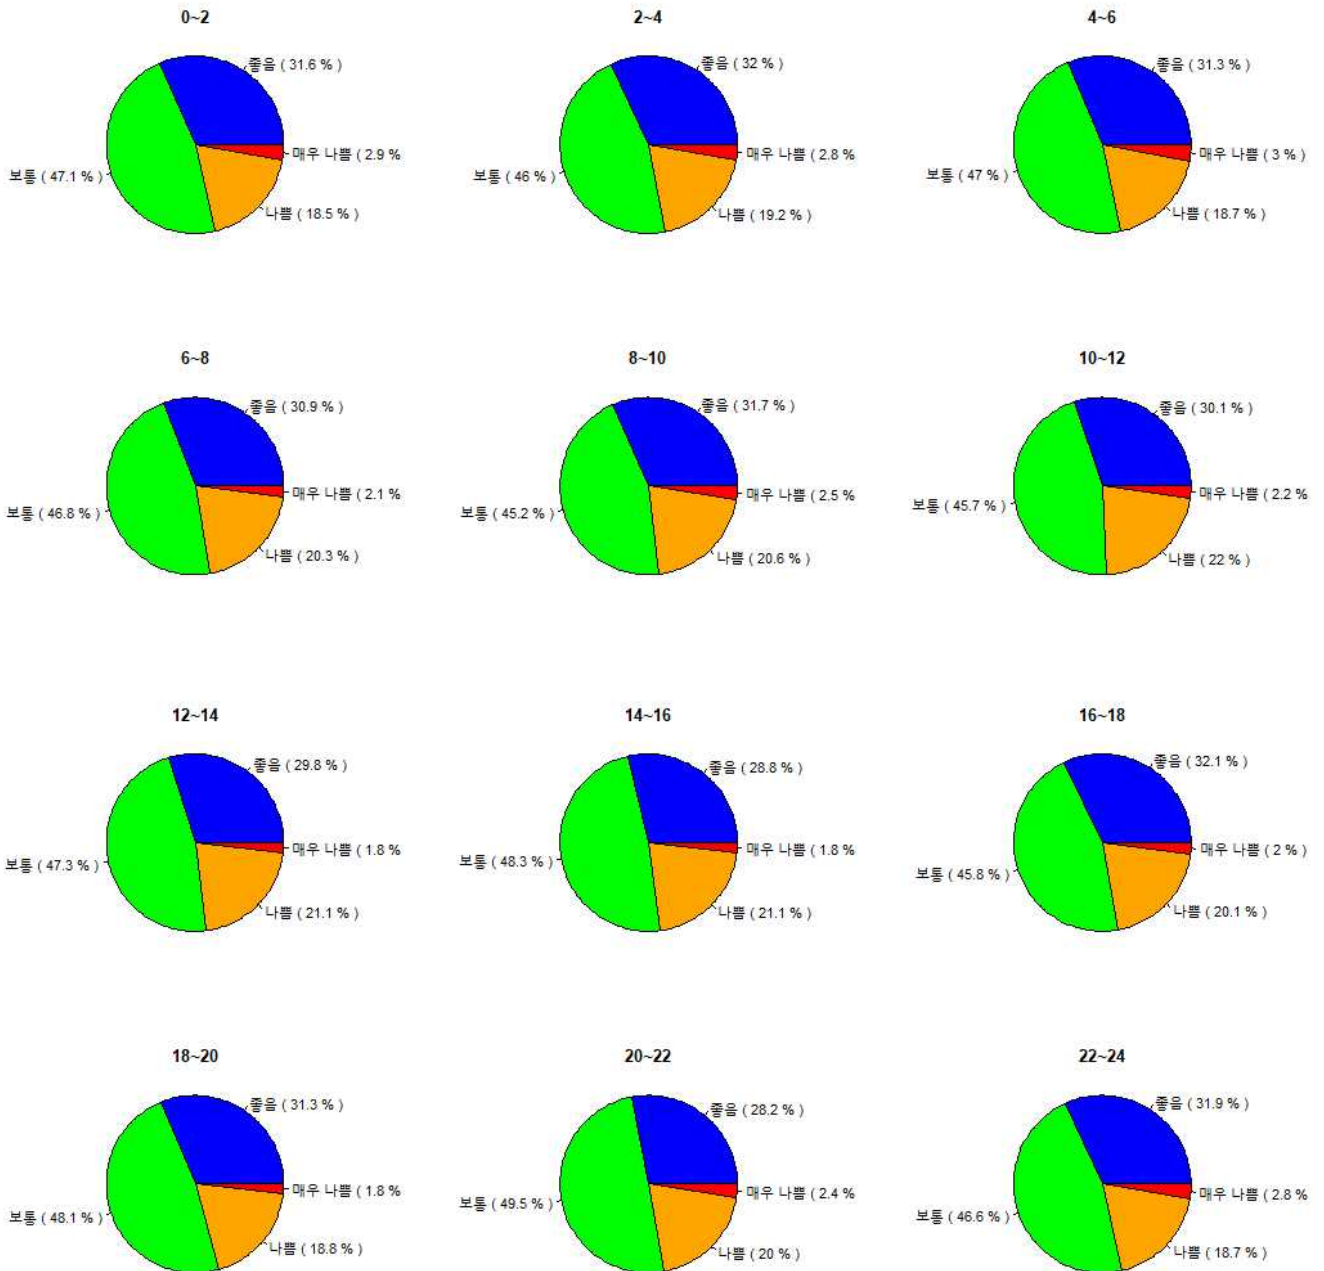 0~2
좋음 ( 31.6 % )
매우 나쁨 ( 2.9 %
보통 ( 47.1 % )
나쁨 ( 18.5 % )
2~4
좋음 ( 32 % )
매우 나쁨 ( 2.8 %
보통 ( 46 % )
나쁨 ( 19.2 % )
4~6
좋음 ( 31.3 % )
매우 나쁨 ( 3 % )
보통 ( 47 % )
나쁨 ( 18.7 % )
6~8
좋음 ( 30.9 % )
매우 나쁨 ( 2.1 %
보통 ( 46.8 % )
나쁨 ( 20.3 % )
8~10
좋음 ( 31.7 % )
매우 나쁨 ( 2.5 %
보통 ( 45.2 % )
나쁨 ( 20.6 % )
10~12
좋음 ( 30.1 % )
매우 나쁨 ( 2.2 %
보통 ( 45.7 % )
나쁨 ( 22 % )
12~14
좋음 ( 29.8 % )
매우 나쁨 ( 1.8 %
보통 ( 47.3 % )
나쁨 ( 21.1 % )
14~16
좋음 ( 28.8 % )
매우 나쁨 ( 1.8 %
보통 ( 48.3 % )
나쁨 ( 21.1 % )
16~18
좋음 ( 32.1 % )
매우 나쁨 ( 2 % )
보통 ( 45.8 % )
나쁨 ( 20.1 % )
18~20
좋음 ( 31.3 % )
매우 나쁨 ( 1.8 %
보통 ( 48.1 % )
나쁨 ( 18.8 % )
20~22
좋음 ( 28.2 % )
매우 나쁨 ( 2.4 %
보통 ( 49.5 % )
나쁨 ( 20 % )
22~24
좋음 ( 31.9 % )
매우 나쁨 ( 2.8 %
보통 ( 46.6 % )
나쁨 ( 18.7 % )